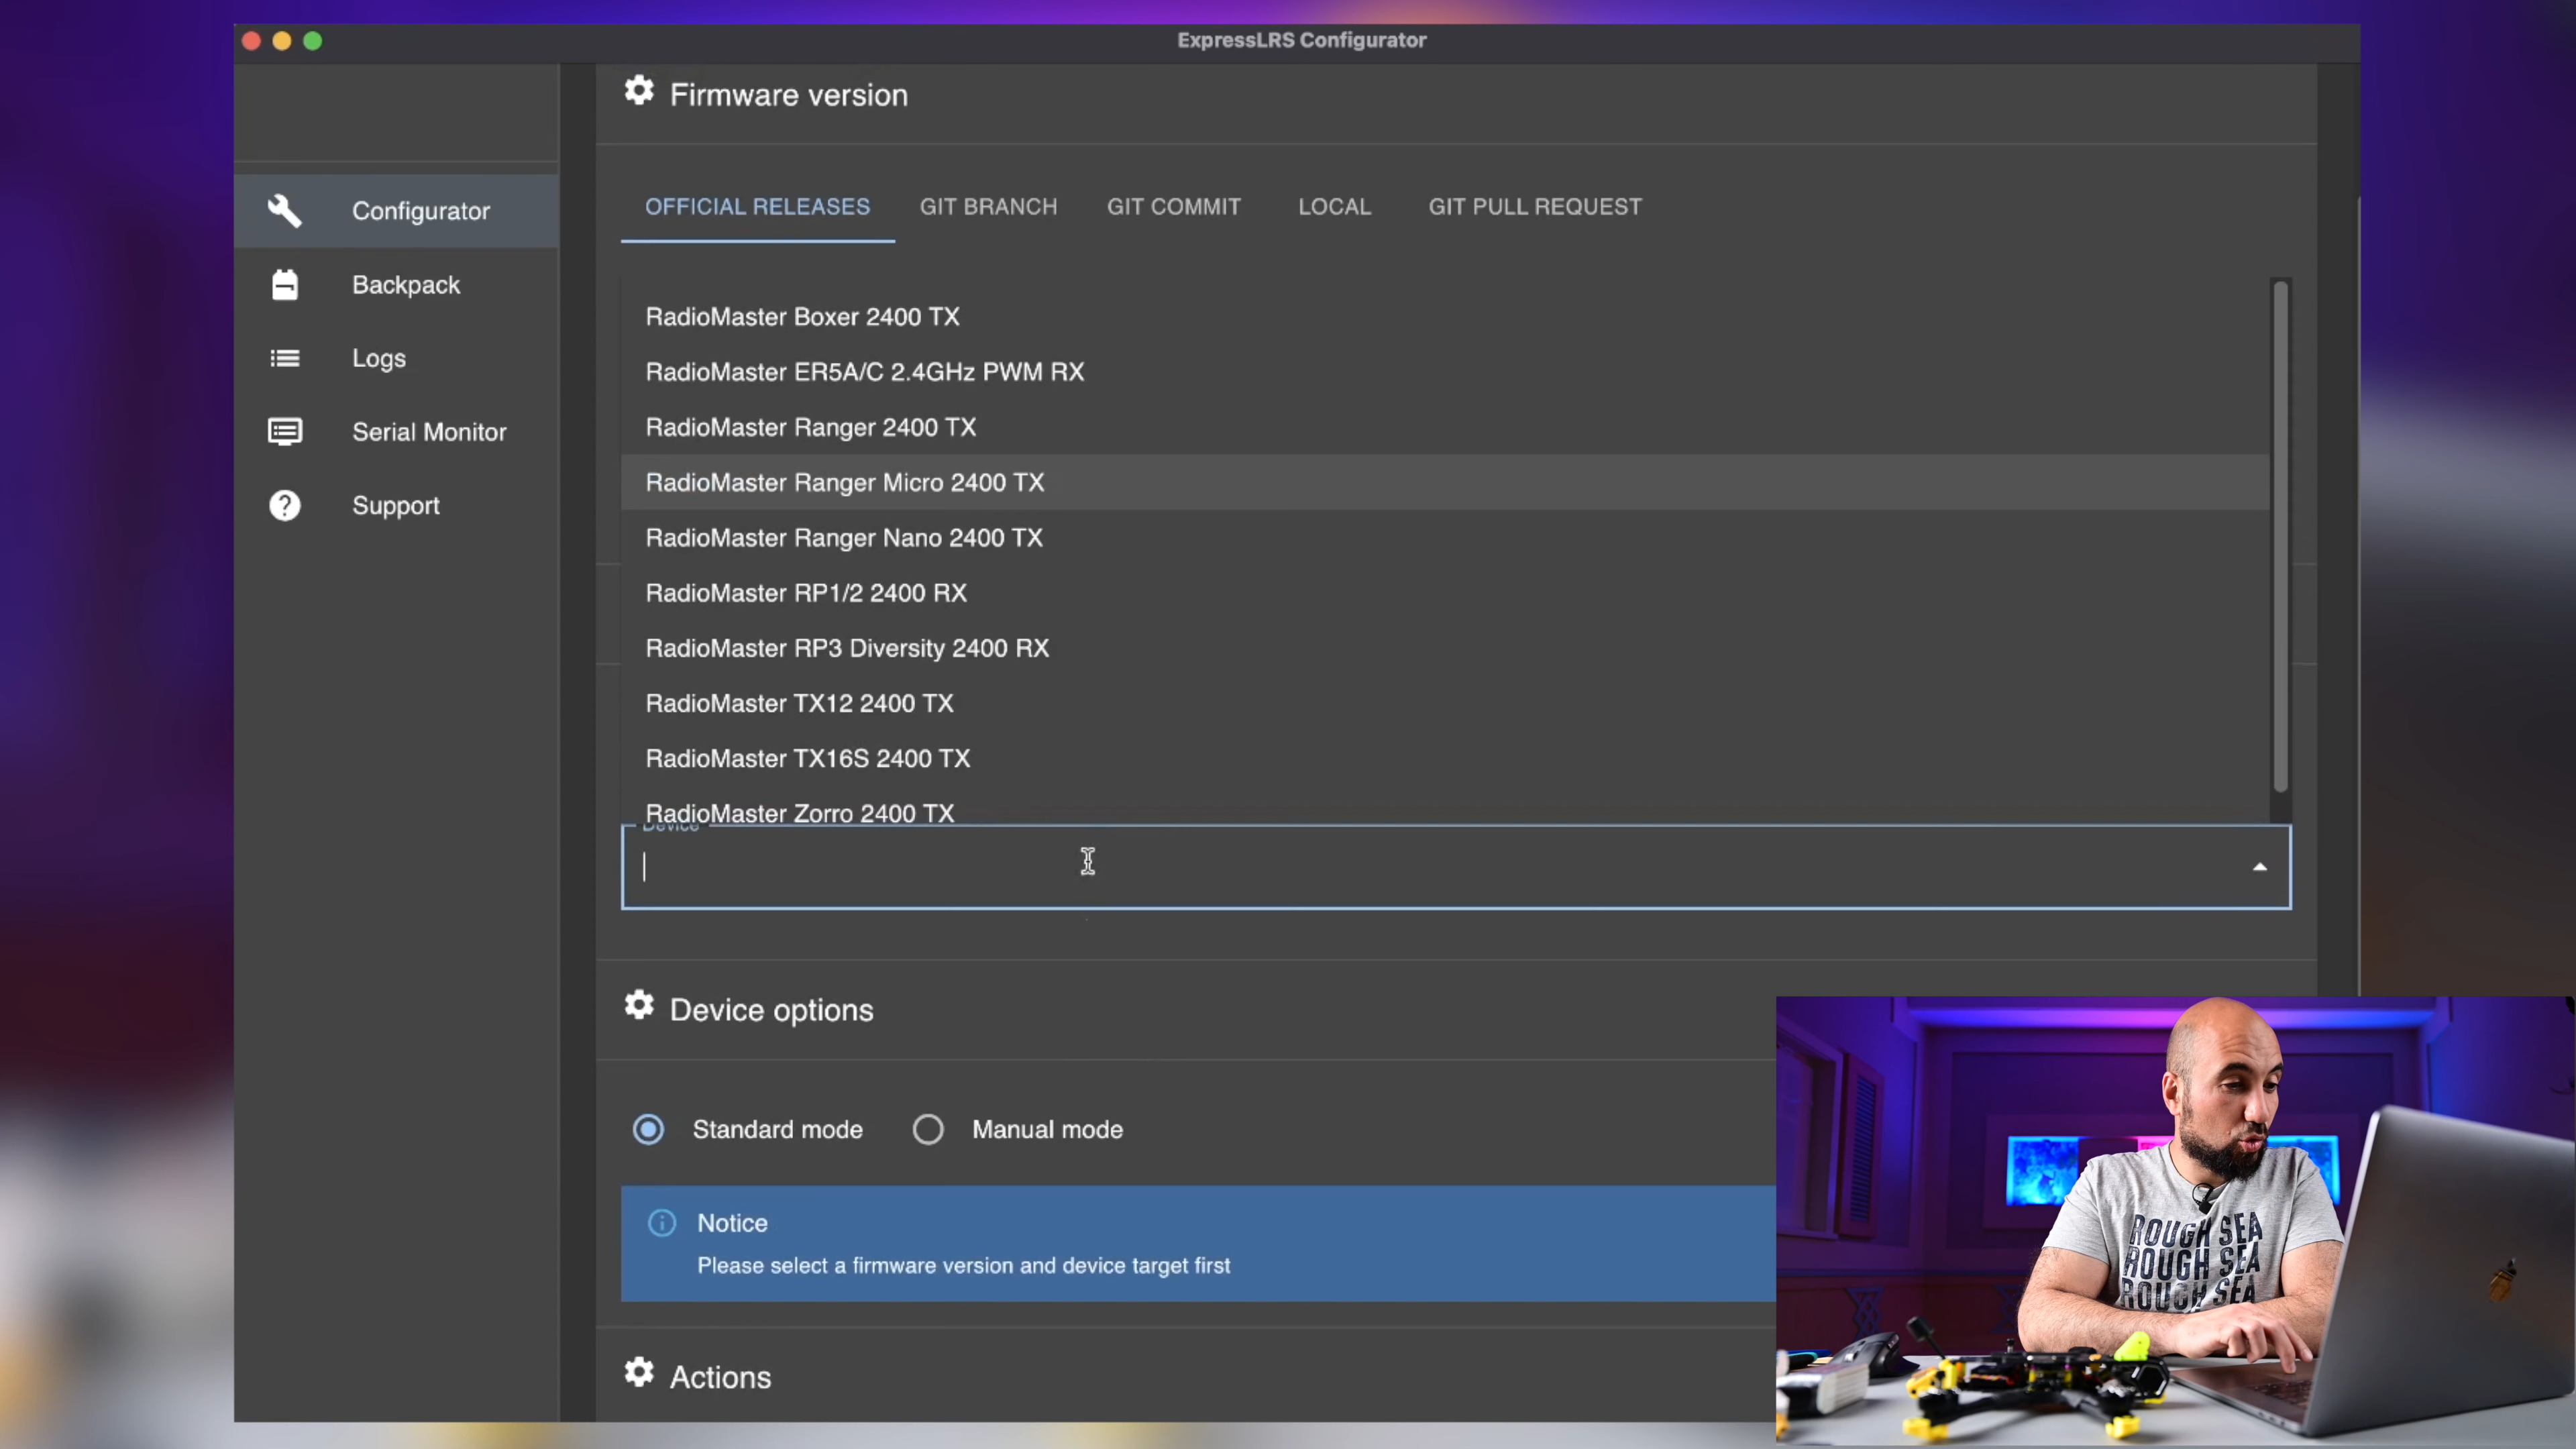 ExpressLRS Configurator
Firmware version
Configurator
Backpack
Logs
Serial Monitor
Support
OFFICIAL RELEASES GIT BRANCH GIT COMMIT LOCAL GIT PULL REQUEST
RadioMaster Boxer 2400 TX
RadioMaster ER5A/C 2.4GHz PWM RX
RadioMaster Ranger 2400 TX
RadioMaster Ranger Micro 2400 TX
RadioMaster Ranger Nano 2400 TX
RadioMaster RP1/2 2400 RX
RadioMaster RP3 Diversity 2400 RX
RadioMaster TX12 2400 TX
RadioMaster TX16S 2400 TX
RadioMaster Zorro 2400 TX
Device
Device options
Standard mode Manual mode
Notice
Please select a firmware version and device target first
Actions
ROUGH SEA
ROUGH SEA
ROUGH SEA